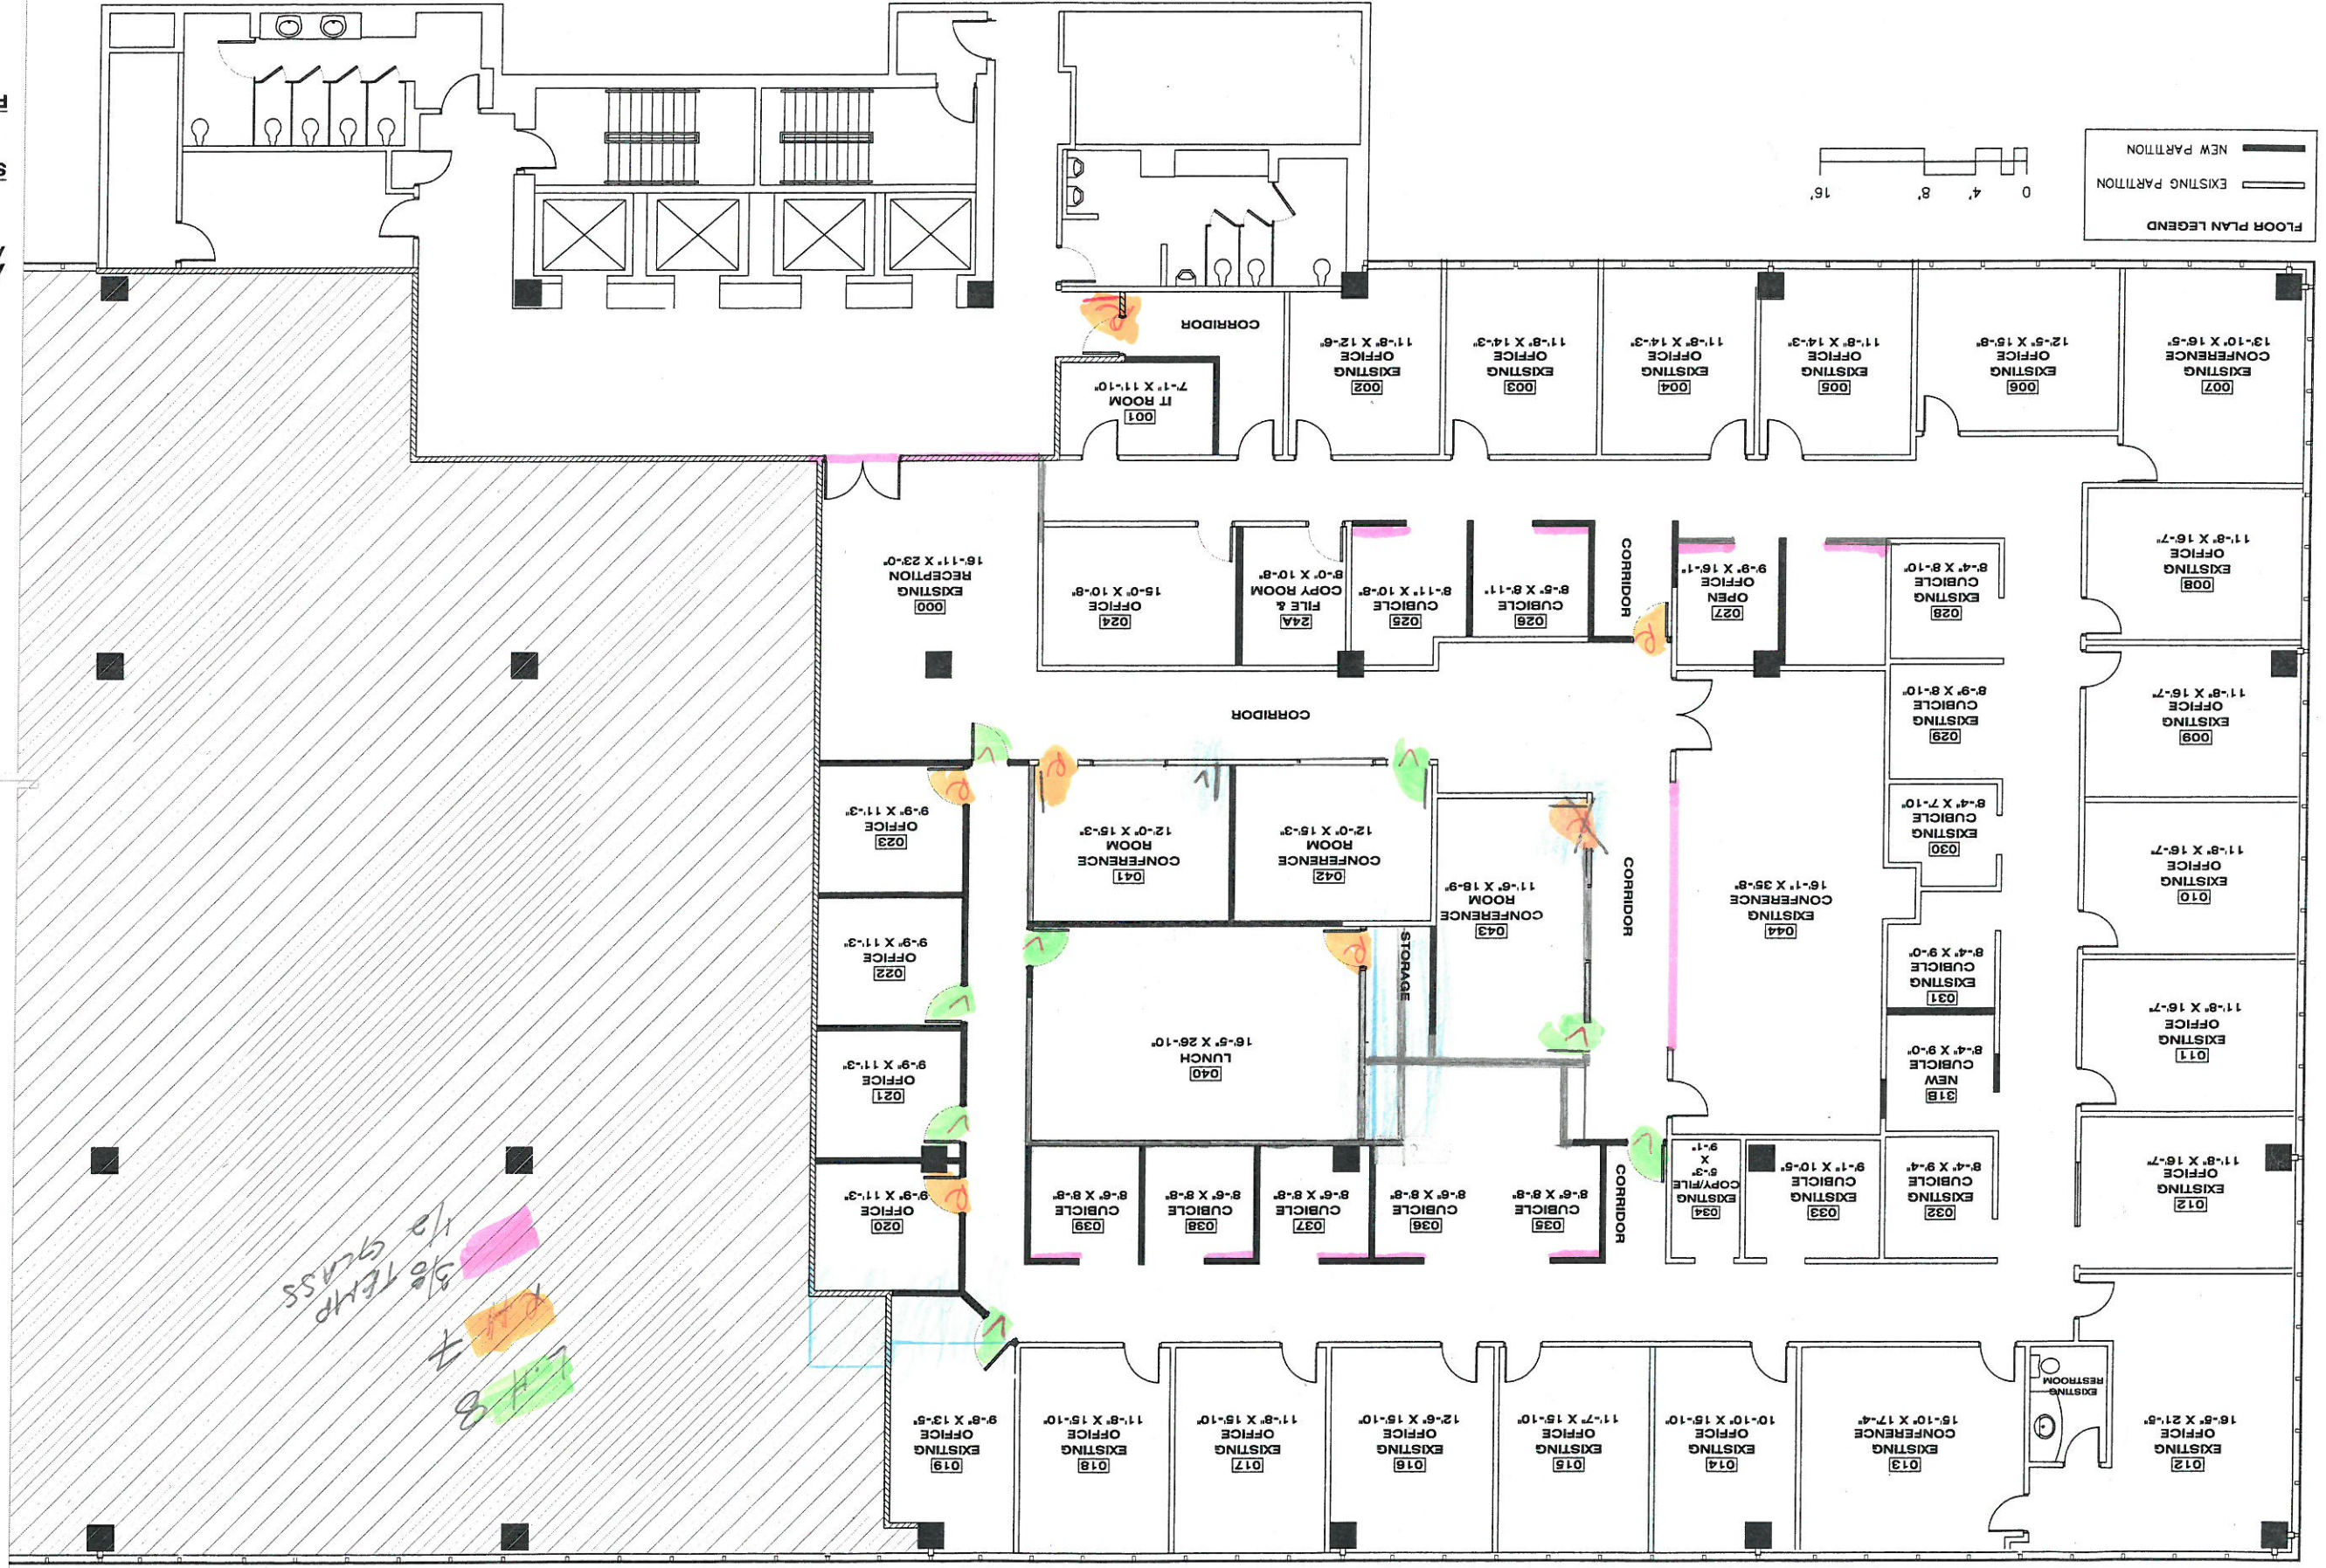 012
EXISTING
OFFICE
16'-5" X 21'-5"
EXISTING
RESTROOM
013
EXISTING
CONFERENCE
15'-10" X 17'-4"
014
EXISTING
OFFICE
10'-10" X 15'-10"
015
EXISTING
OFFICE
11'-7" X 15'-10"
016
EXISTING
OFFICE
12'-6" X 15'-10"
017
EXISTING
OFFICE
11'-8" X 15'-10"
018
EXISTING
OFFICE
11'-8" X 15'-10"
019
EXISTING
OFFICE
9'-8" X 13'-5"
L
LH 8
RH 7
3/8 TEMP
1/2 GLASS
012
EXISTING
OFFICE
11'-8" X 16'-7"
032
EXISTING
CUBICLE
8'-4" X 9'-4"
033
EXISTING
CUBICLE
9'-1" X 10'-5"
034
EXISTING
COPY/FILE
5'-3"
X
9'-1"
L
CORRIDOR
035
CUBICLE
8'-6" X 8'-8"
036
CUBICLE
8'-6" X 8'-8"
037
CUBICLE
8'-6" X 8'-8"
038
CUBICLE
8'-6" X 8'-8"
039
CUBICLE
8'-6" X 8'-8"
020
OFFICE
9'-9" X 11'-3"
R
011
EXISTING
OFFICE
11'-8" X 16'-7"
31B
NEW
CUBICLE
8'-4" X 9'-0"
031
EXISTING
CUBICLE
8'-4" X 9'-0"
040
LUNCH
16'-5" X 26'-10"
R
L
021
OFFICE
9'-9" X 11'-3"
L
022
OFFICE
9'-9" X 11'-3"
L
010
EXISTING
OFFICE
11'-8" X 16'-7"
044
EXISTING
CONFERENCE
16'-1" X 35'-8"
CORRIDOR
043
CONFERENCE
ROOM
11'-6" X 18'-9"
L
R
STORAGE
042
CONFERENCE
ROOM
12'-0" X 15'-3"
L
041
CONFERENCE
ROOM
12'-0" X 15'-3"
L
R
023
OFFICE
9'-9" X 11'-3"
R
L
030
EXISTING
CUBICLE
8'-4" X 7'-10"
009
EXISTING
OFFICE
11'-8" X 16'-7"
029
EXISTING
CUBICLE
8'-9" X 8'-10"
CORRIDOR
008
EXISTING
OFFICE
11'-8" X 16'-7"
028
EXISTING
CUBICLE
8'-4" X 8'-10"
027
OPEN
OFFICE
9'-9" X 16'-1"
R
CORRIDOR
026
CUBICLE
8'-5" X 8'-11"
025
CUBICLE
8'-11" X 10'-8"
24A
FILE &
COPY ROOM
8'-0" X 10'-8"
024
OFFICE
15'-0" X 10'-8"
000
EXISTING
RECEPTION
16'-11" X 23'-0"
007
EXISTING
CONFERENCE
13'-10" X 16'-5"
006
EXISTING
OFFICE
12'-5" X 15'-8"
005
EXISTING
OFFICE
11'-8" X 14'-3"
004
EXISTING
OFFICE
11'-8" X 14'-3"
003
EXISTING
OFFICE
11'-8" X 14'-3"
002
EXISTING
OFFICE
11'-8" X 12'-6"
001
IT ROOM
7'-1" X 11'-10"
CORRIDOR
R
FLOOR PLAN LEGEND
EXISTING PARTITION
NEW PARTITION
0 4' 8' 16'